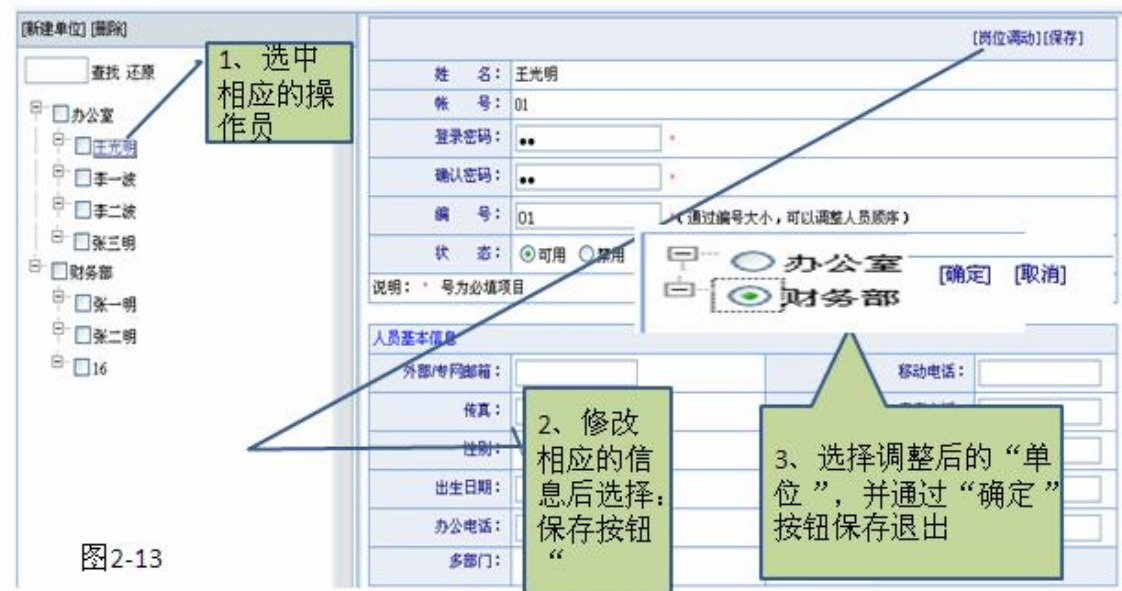 [新建单位] [删除]
查找 还原
办公室
王光明
李一波
李二波
张三明
财务部
张一明
张二明
16
图2-13
1、选中
相应的操
作员
[岗位调动][保存]
姓 名： 王光明
帐 号： 01
登录密码： •• *
确认密码： •• *
编 号： 01 *（通过编号大小，可以调整人员顺序）
状 态： 可用 禁用
说明： * 号为必填项目
办公室
财务部
[确定] [取消]
人员基本信息
外部/专网邮箱： 移动电话：
传真：
性别：
出生日期：
办公电话：
多部门：
2、修改
相应的信
息后选择：
保存按钮
“
3、选择调整后的“单
位”，并通过“确定”
按钮保存退出